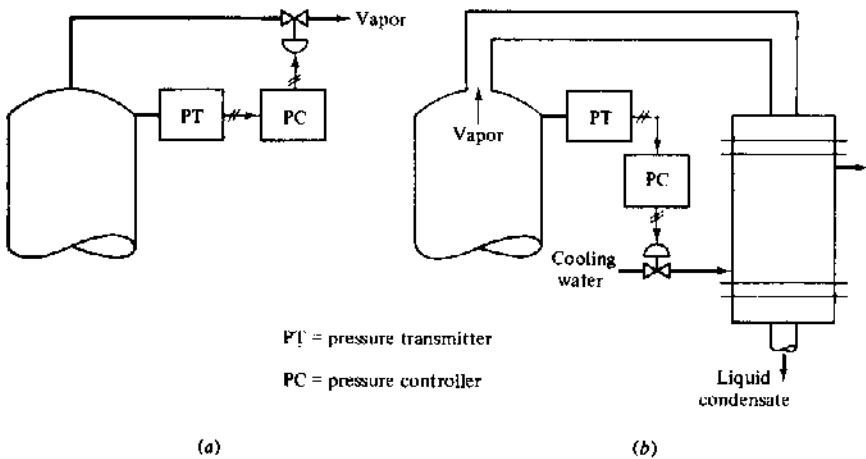 Vapor
PT
PC
Vapor
PT
PC
Cooling
water
PT = pressure transmitter
PC = pressure controller
Liquid
condensate
(a)
(b)